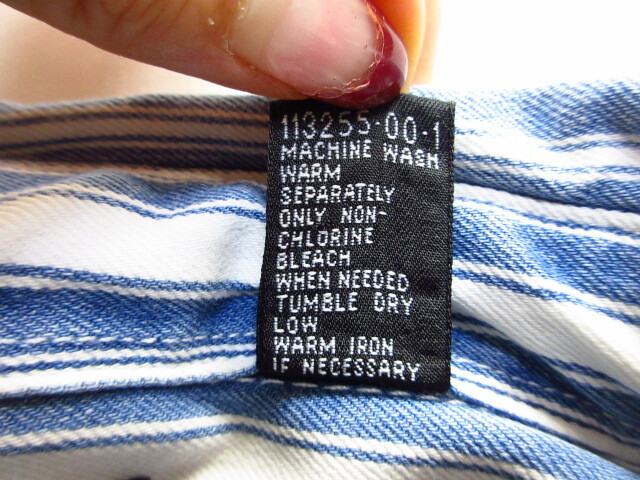 113255-00-1
MACHINE WASH
WARM
SEPARATELY
ONLY NON-
CHLORINE
BLEACH
WHEN NEEDED
TUMBLE DRY
LOW
WARM IRON
IF NECESSARY